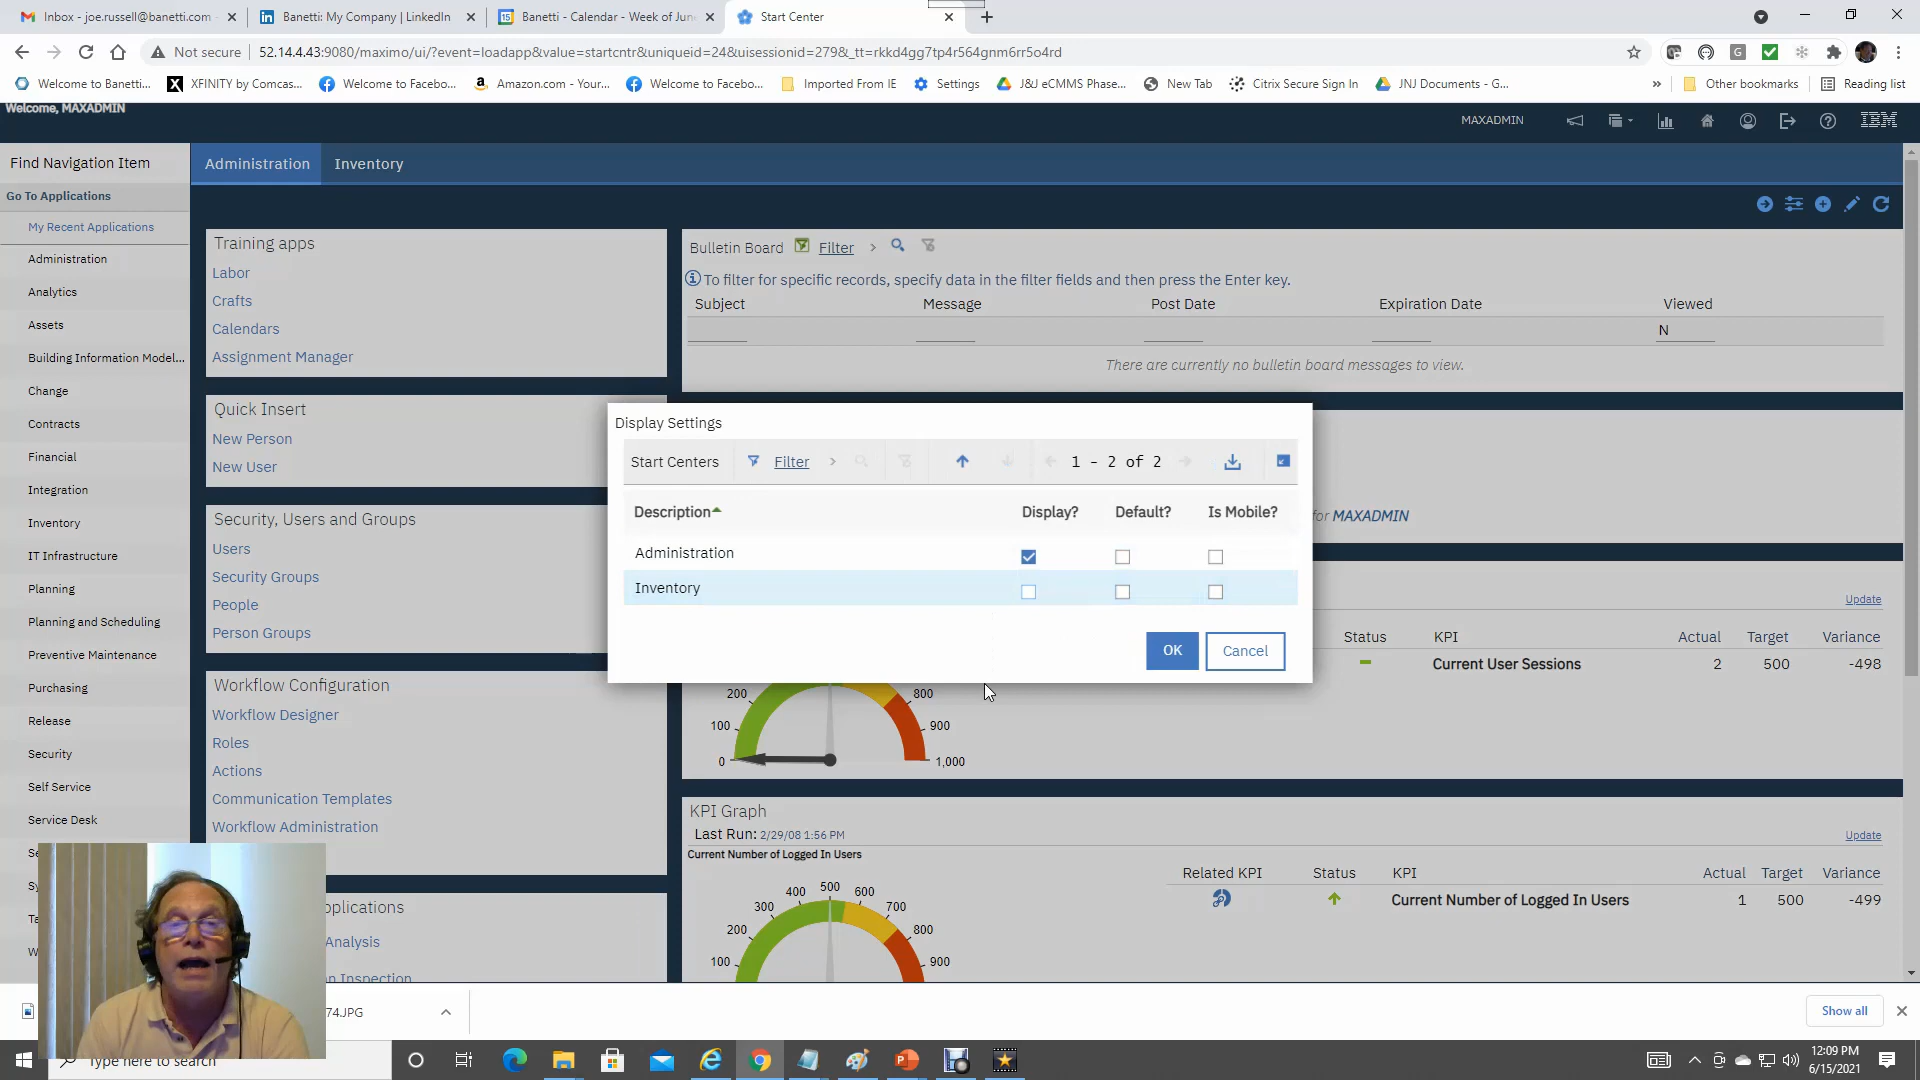 Inbox - joe.russell@banetti.com -
Banetti: My Company | LinkedIn
Banetti - Calendar - Week of June
Start Center
Not secure
52.14.4.43:9080/maximo/ui/?event=loadapp&value=startcntr&uniqueid=24&uisessionid=279&_tt=rkkd4gg7tp4r564gnm6rr5o4rd
Welcome to Banetti...
XFINITY by Comcas...
Welcome to Facebo...
Amazon.com - Your...
Welcome to Facebo...
Imported From IE
Settings
J&J eCMMS Phase...
New Tab
Citrix Secure Sign In
JNJ Documents - G...
»
Other bookmarks
Reading list
Welcome, MAXADMIN
MAXADMIN
IBM
Find Navigation Item
Administration
Inventory
Go To Applications
My Recent Applications
Administration
Analytics
Assets
Building Information Model...
Change
Contracts
Financial
Integration
Inventory
IT Infrastructure
Planning
Planning and Scheduling
Preventive Maintenance
Purchasing
Release
Security
Self Service
Service Desk
Training apps
Labor
Crafts
Calendars
Assignment Manager
Quick Insert
New Person
New User
Security, Users and Groups
Users
Security Groups
People
Person Groups
Workflow Configuration
Workflow Designer
Roles
Actions
Communication Templates
Workflow Administration
pplications
Analysis
n Inspection
Bulletin Board Filter
To filter for specific records, specify data in the filter fields and then press the Enter key.
Subject Message Post Date Expiration Date Viewed
N
There are currently no bulletin board messages to view.
Display Settings
Start Centers Filter 1 - 2 of 2
Description Display? Default? Is Mobile?
Administration
Inventory
OK Cancel
for MAXADMIN
Update
Status KPI Actual Target Variance
Current User Sessions 2 500 -498
200 800
100 900
0 1,000
KPI Graph
Last Run: 2/29/08 1:56 PM
Update
Current Number of Logged In Users
400 500 600
300 700
200 800
100 900
Related KPI Status KPI Actual Target Variance
Current Number of Logged In Users 1 500 -499
74.JPG
Show all
Type here to search
12:09 PM
6/15/2021